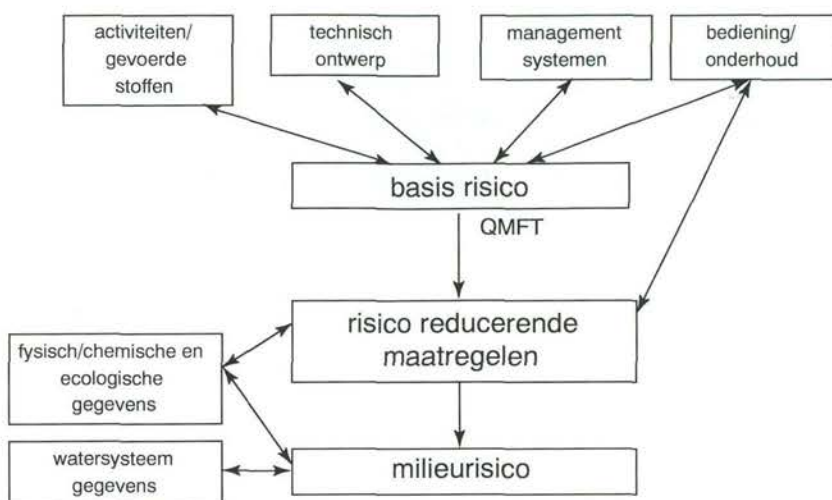 activiteiten/
gevoerde
stoffen
technisch
ontwerp
management
systemen
bediening/
onderhoud
basis risico
QMFT
risico reducerende
maatregelen
fysisch/chemische en
ecologische
gegevens
watersysteem
gegevens
milieurisico